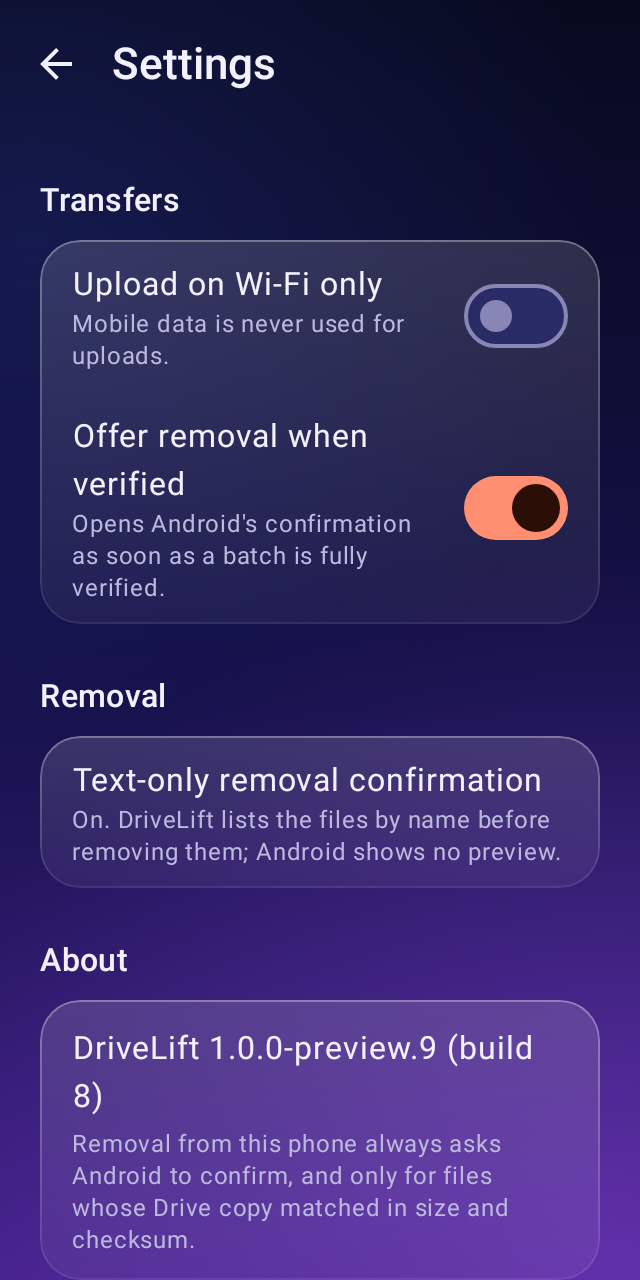 Settings
Transfers
Upload on Wi-Fi only
Mobile data is never used for
uploads.
Offer removal when
verified
Opens Android's confirmation
as soon as a batch is fully
verified.
Removal
Text-only removal confirmation
On. DriveLift lists the files by name before
removing them; Android shows no preview.
About
DriveLift 1.0.0-preview.9 (build
8)
Removal from this phone always asks
Android to confirm, and only for files
whose Drive copy matched in size and
checksum.